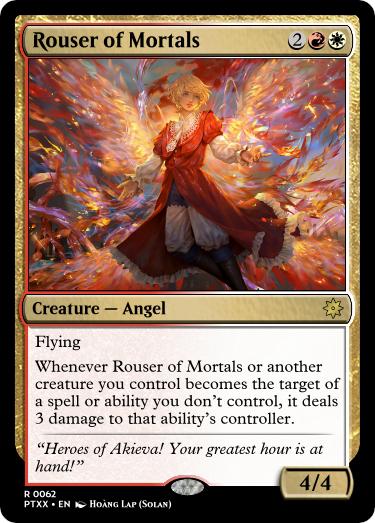 Rouser of Mortals 2
Creature — Angel
Flying
Whenever Rouser of Mortals or another
creature you control becomes the target of
a spell or ability you don't control, it deals
3 damage to that ability's controller.
"Heroes of Akieva! Your greatest hour is at
hand!"
4/4
R 0062
PTXX • EN Hoàng Lap (Solan)